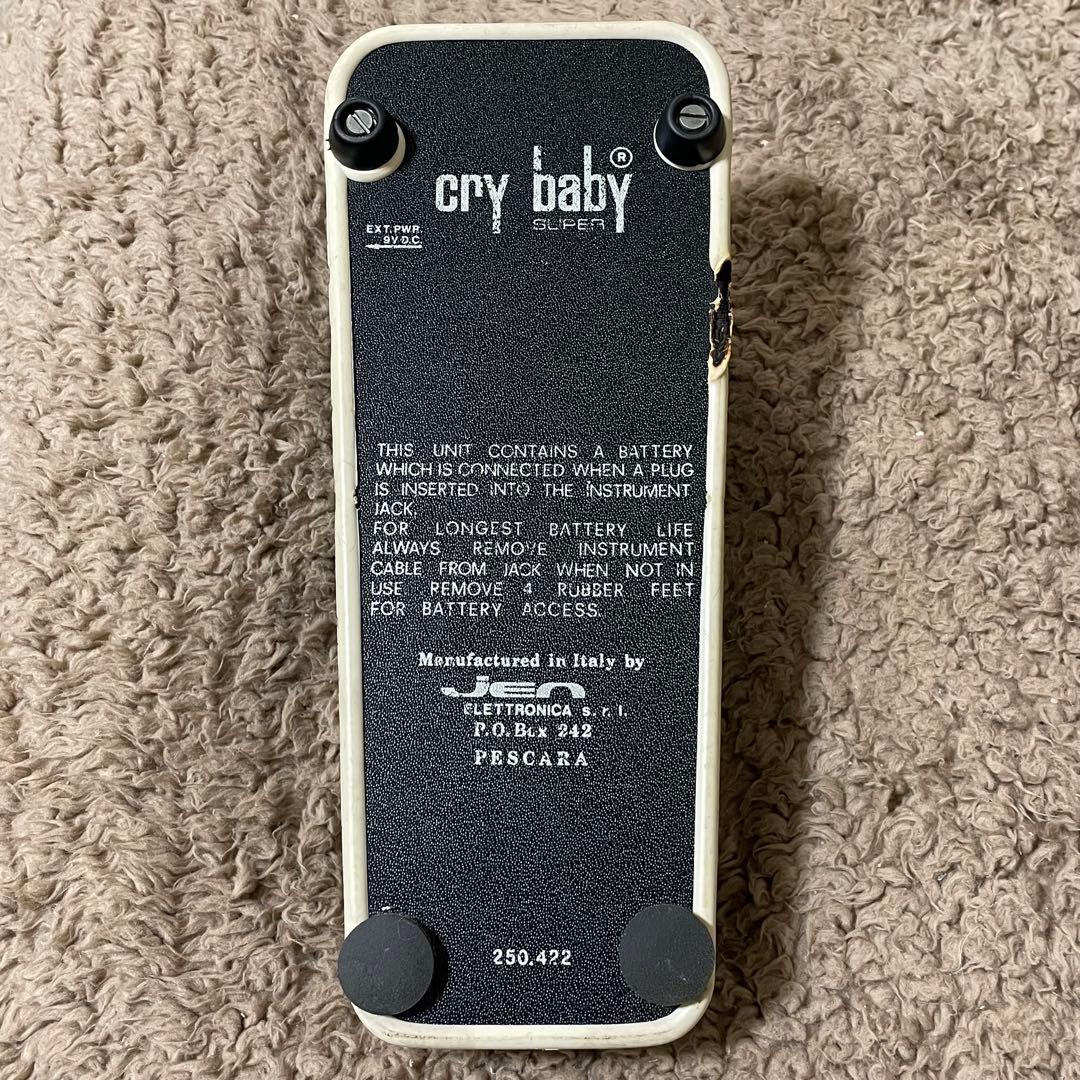 cry baby ®
SUPER
EXT. PWR.
9V D.C.
THIS UNIT CONTAINS A BATTERY
WHICH IS CONNECTED WHEN A PLUG
IS INSERTED INTO THE INSTRUMENT
JACK.
FOR LONGEST BATTERY LIFE
ALWAYS REMOVE INSTRUMENT
CABLE FROM JACK WHEN NOT IN
USE REMOVE 4 RUBBER FEET
FOR BATTERY ACCESS.
Manufactured in Italy by
Jen
ELETTRONICA s. r. l.
P.O. Box 242
PESCARA
250.422